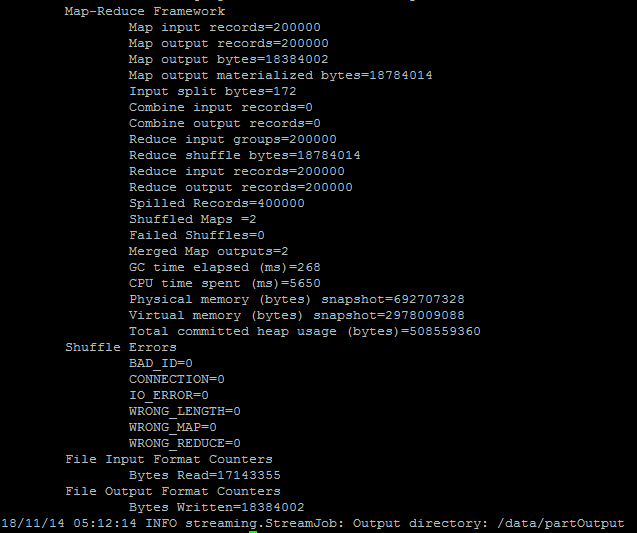 Map-Reduce Framework
Map input records=200000
Map output records=200000
Map output bytes=18384002
Map output materialized bytes=18784014
Input split bytes=172
Combine input records=0
Combine output records=0
Reduce input groups=200000
Reduce shuffle bytes=18784014
Reduce input records=200000
Reduce output records=200000
Spilled Records=400000
Shuffled Maps =2
Failed Shuffles=0
Merged Map outputs=2
GC time elapsed (ms)=268
CPU time spent (ms)=5650
Physical memory (bytes) snapshot=692707328
Virtual memory (bytes) snapshot=2978009088
Total committed heap usage (bytes)=508559360
Shuffle Errors
BAD_ID=0
CONNECTION=0
IO_ERROR=0
WRONG_LENGTH=0
WRONG_MAP=0
WRONG_REDUCE=0
File Input Format Counters
Bytes Read=17143355
File Output Format Counters
Bytes Written=18384002
18/11/14 05:12:14 INFO streaming.StreamJob: Output directory: /data/partOutput